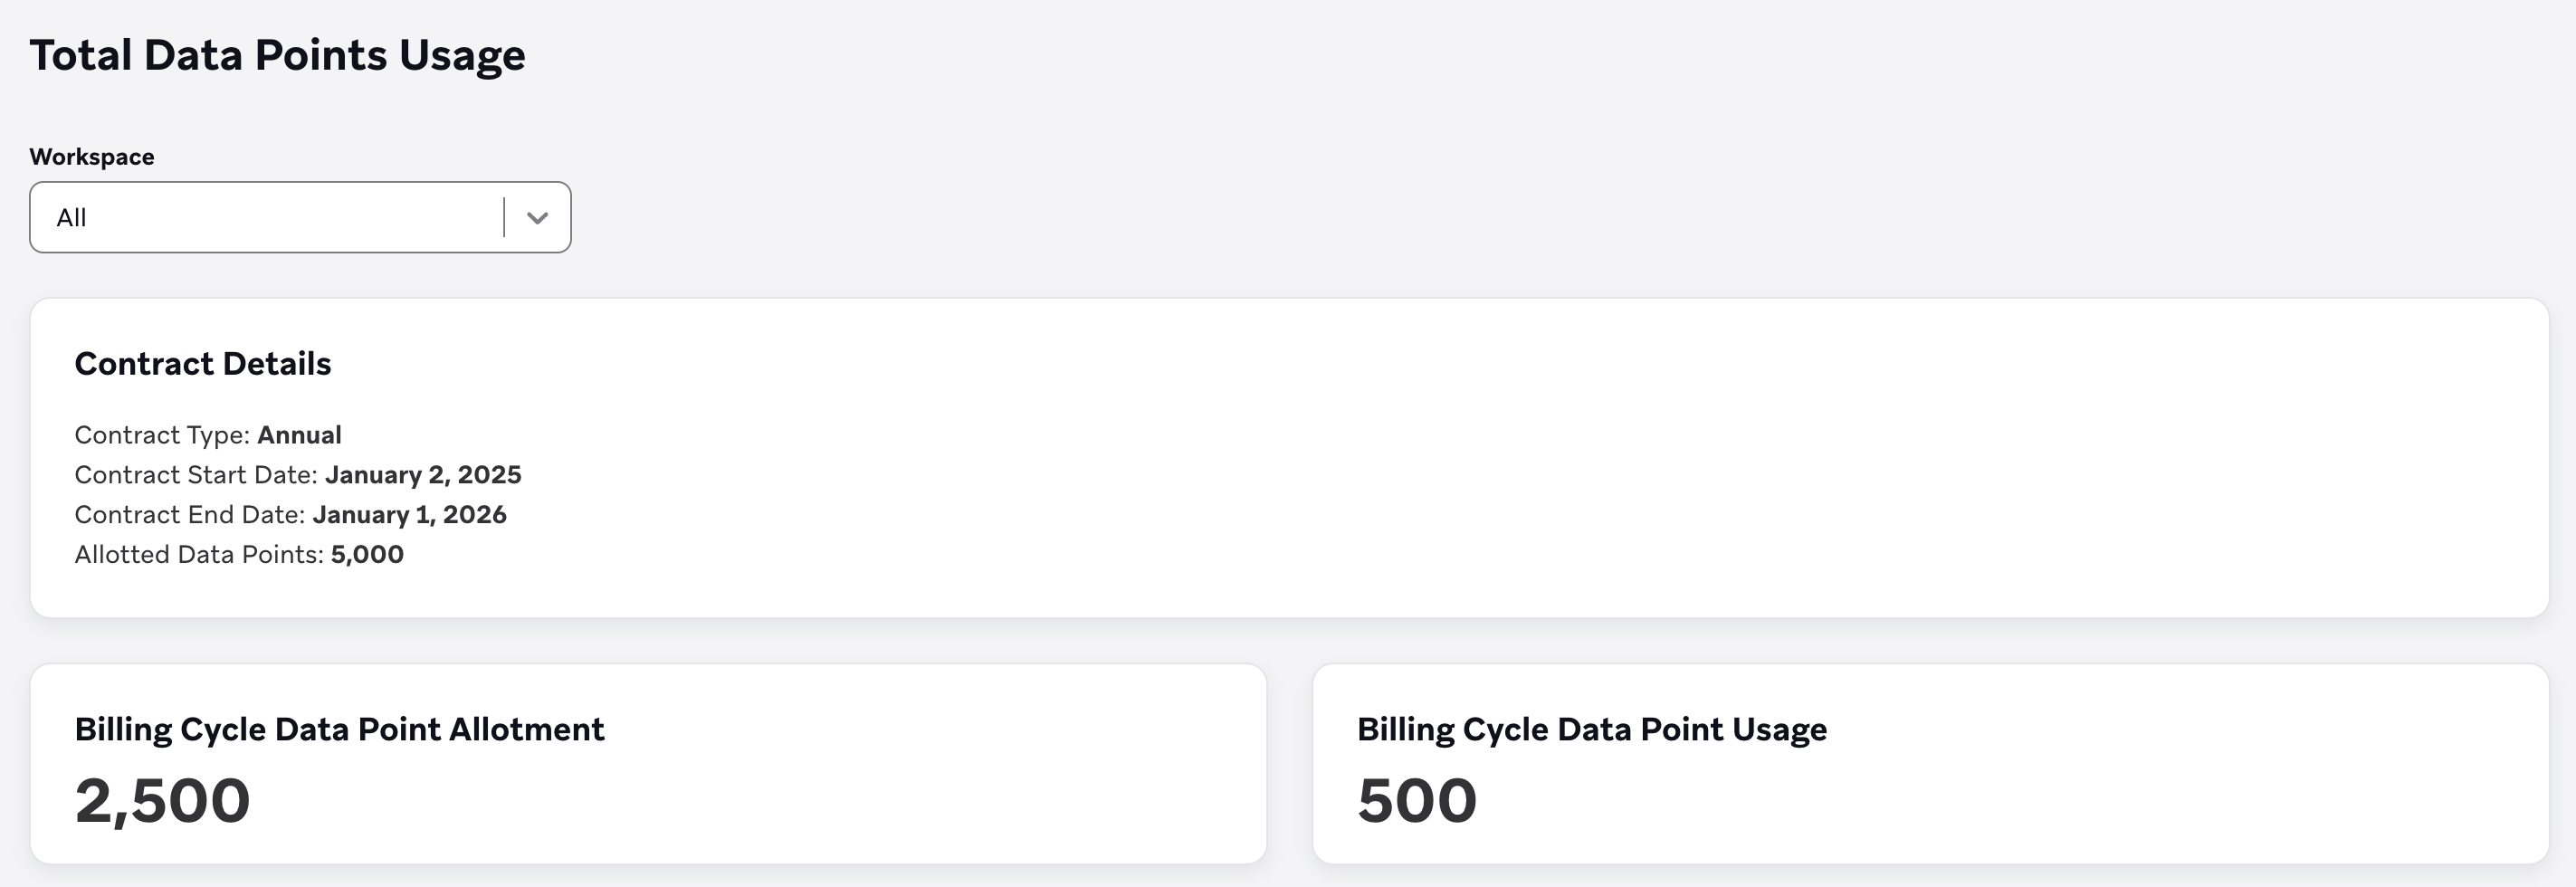 Total Data Points Usage
Workspace
All
Contract Details
Contract Type: Annual
Contract Start Date: January 2, 2025
Contract End Date: January 1, 2026
Allotted Data Points: 5,000
Billing Cycle Data Point Allotment
2,500
Billing Cycle Data Point Usage
500